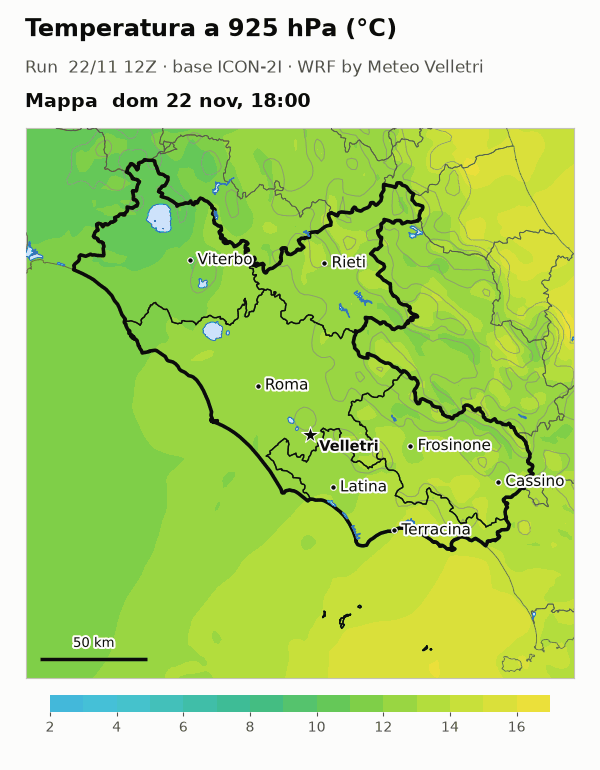 Temperatura a 925 hPa (°C)
Run  22/11 12Z · base ICON-2I · WRF by Meteo Velletri
Mappa  dom 22 nov, 18:00
Viterbo
Rieti
Roma
Velletri
Frosinone
Latina
Cassino
Terracina
50 km
2 4 6 8 10 12 14 16